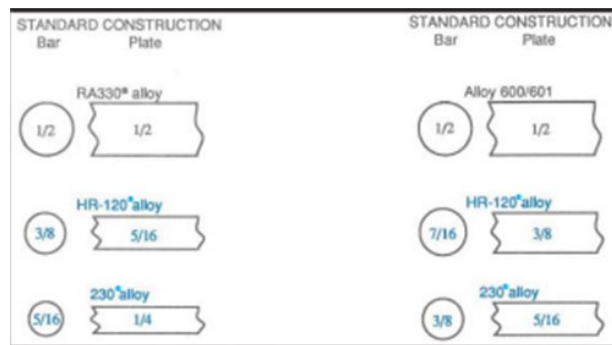 STANDARD CONSTRUCTION
Bar Plate
RA330® alloy
1/2 1/2
HR-120® alloy
3/8 5/16
230® alloy
5/16 1/4
STANDARD CONSTRUCTION
Bar Plate
Alloy 600/601
1/2 1/2
HR-120® alloy
7/16 3/8
230® alloy
3/8 5/16